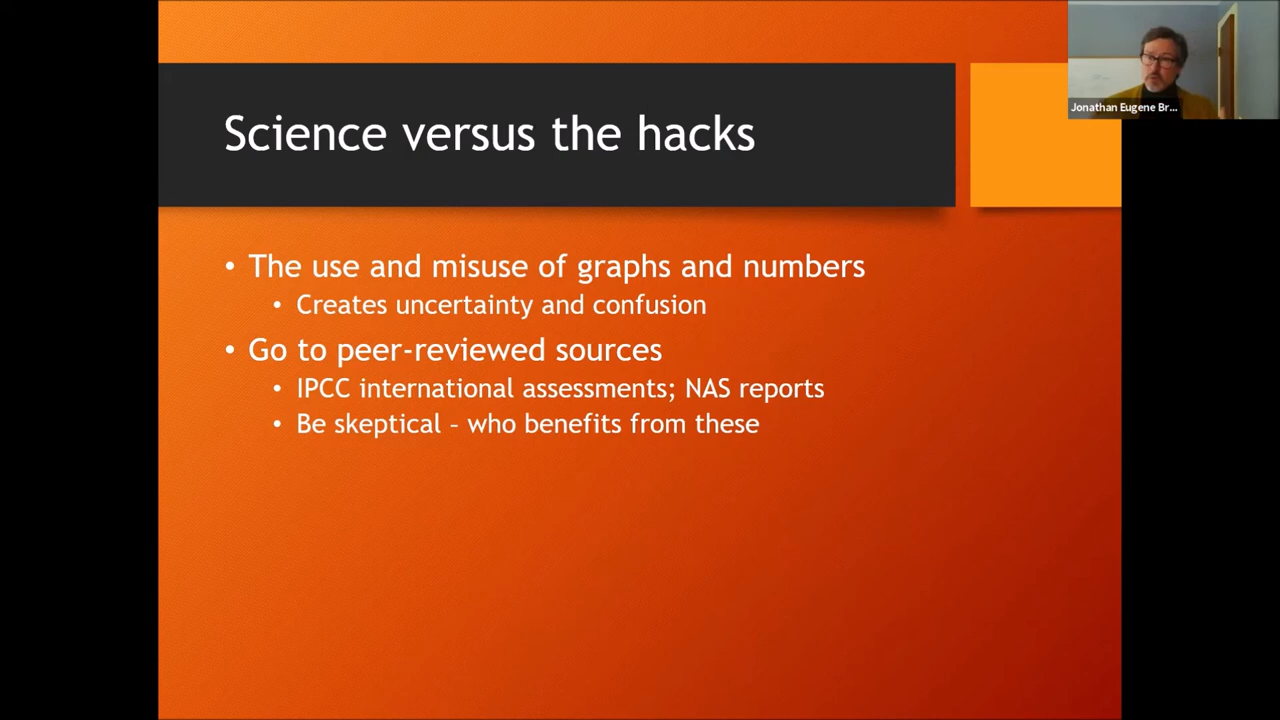 Science versus the hacks
Jonathan Eugene Br...
• The use and misuse of graphs and numbers
• Creates uncertainty and confusion
• Go to peer-reviewed sources
• IPCC international assessments; NAS reports
• Be skeptical – who benefits from these